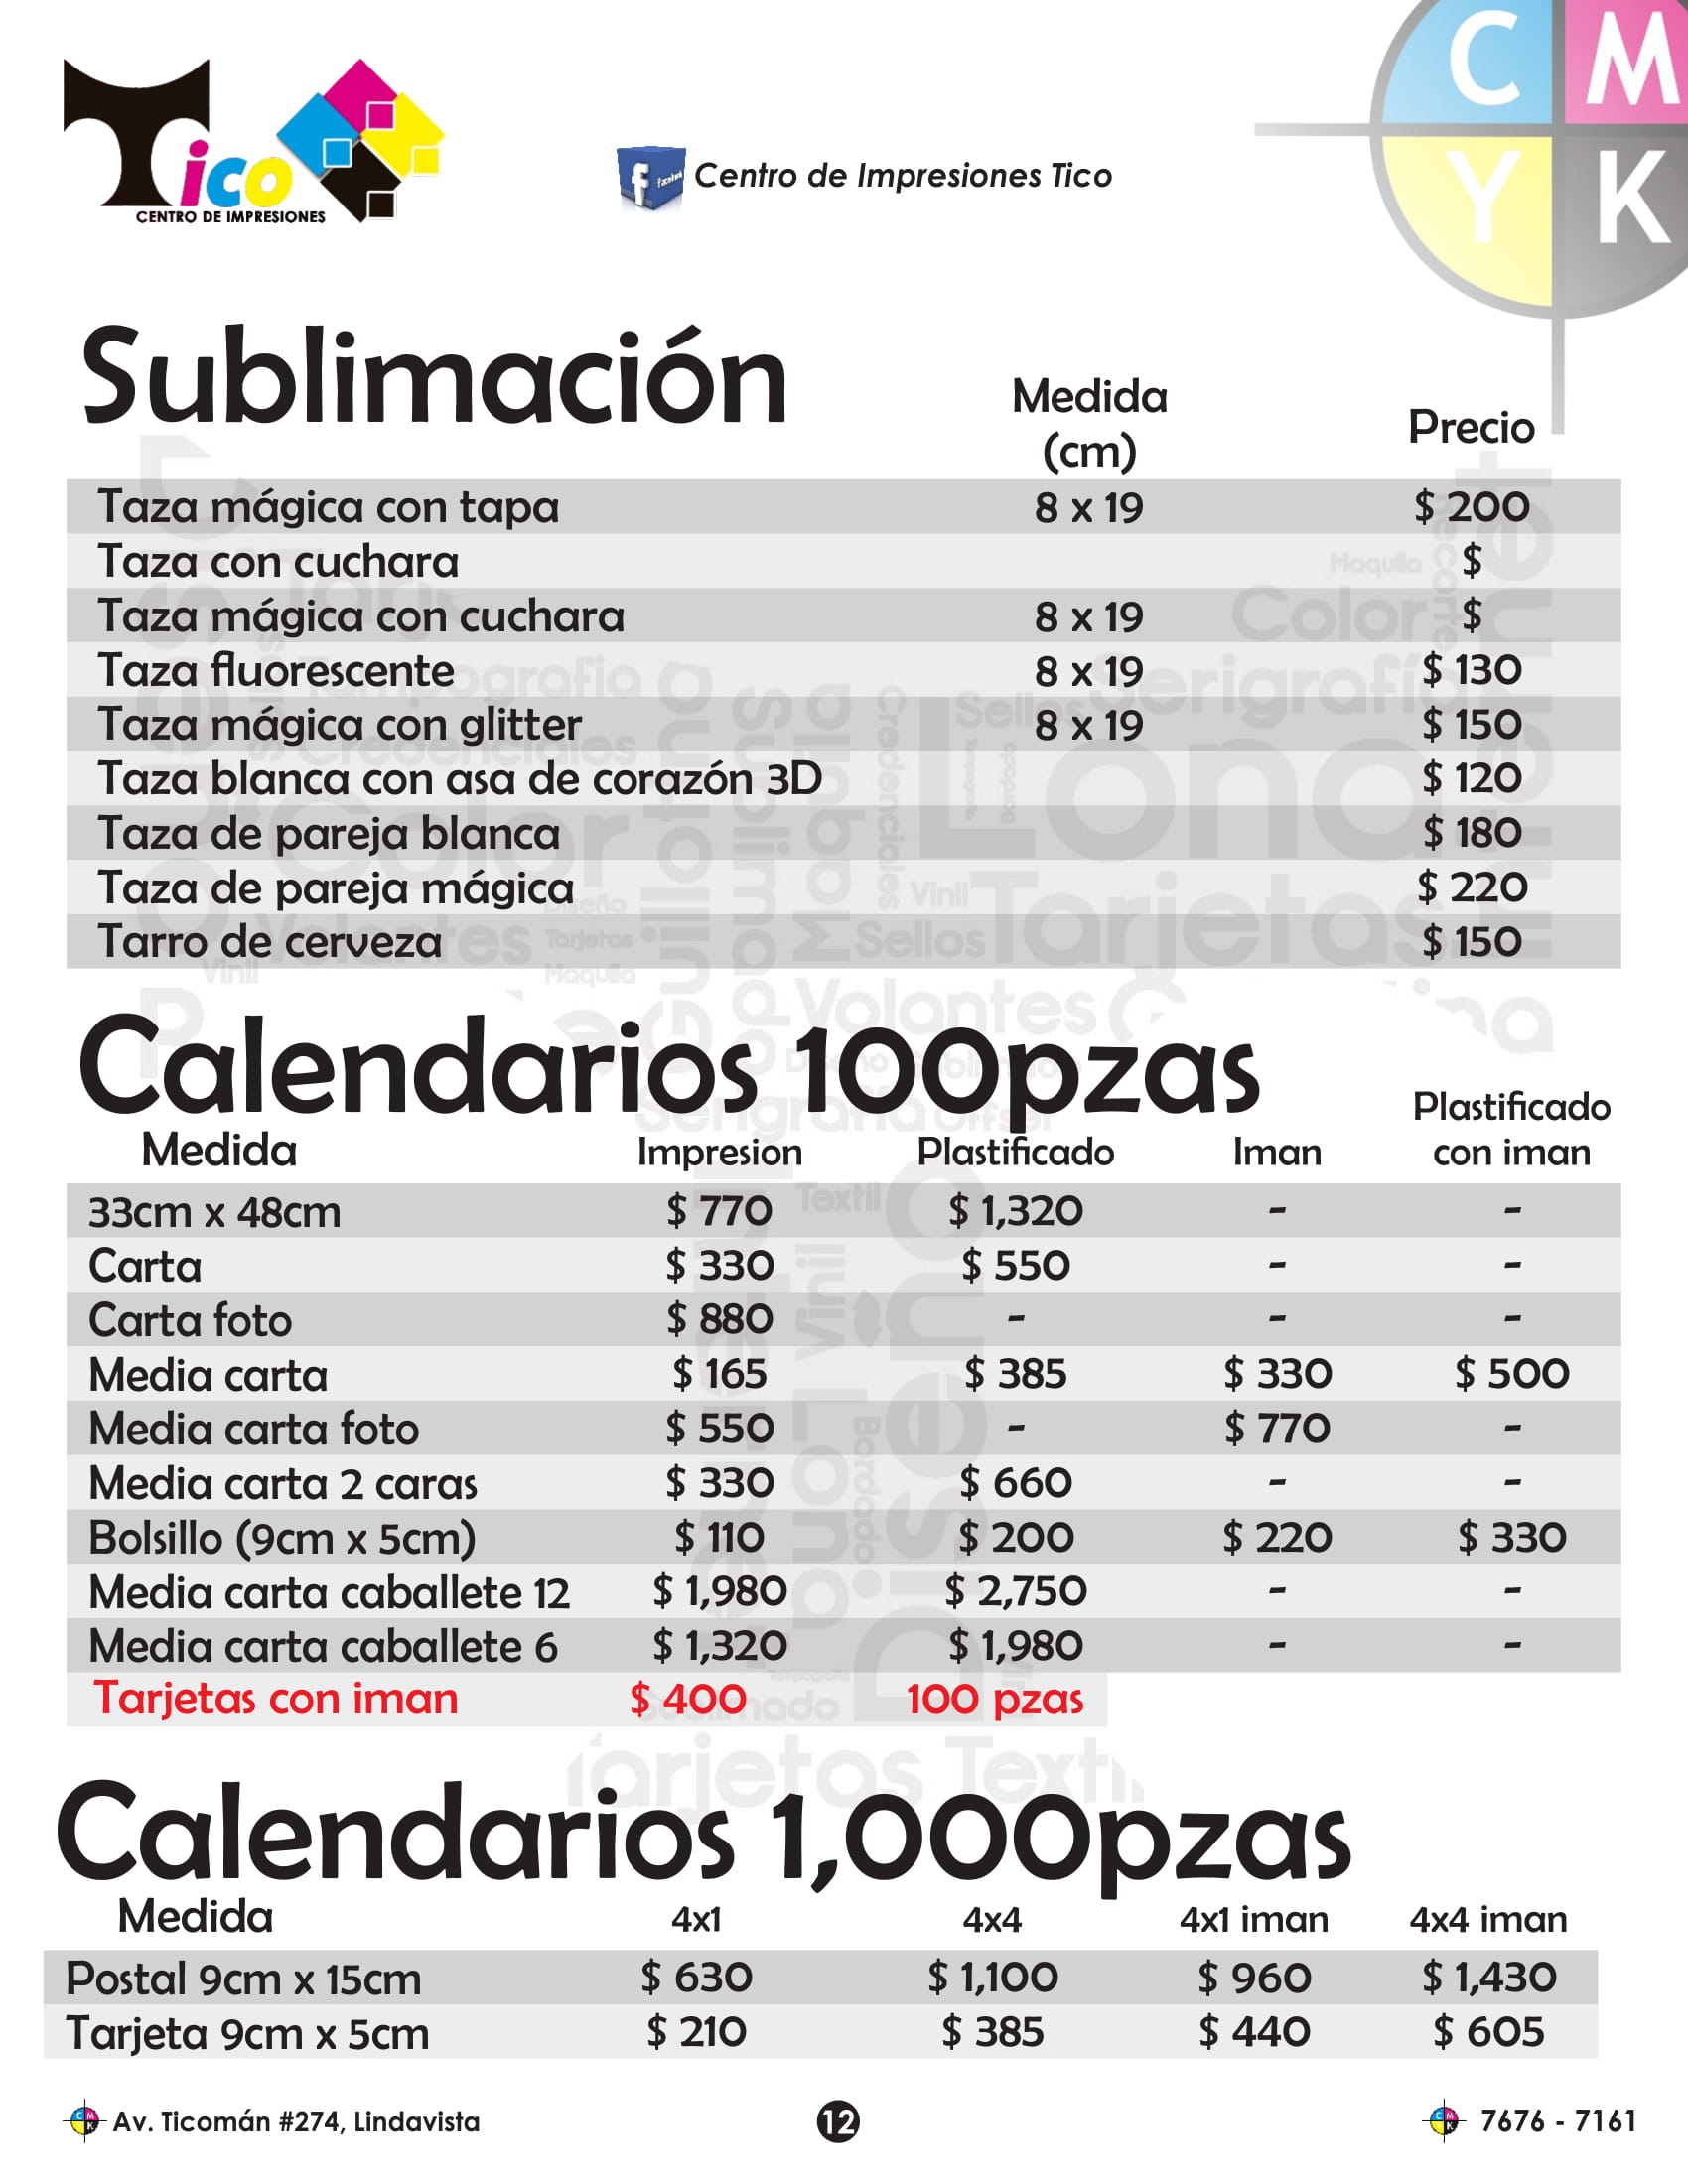 Tico
CENTRO DE IMPRESIONES
Centro de Impresiones Tico
C M
Y K
Sublimación
Medida (cm) Precio
Taza mágica con tapa 8 x 19 $ 200
Taza con cuchara $
Taza mágica con cuchara 8 x 19 $
Taza fluorescente 8 x 19 $ 130
Taza mágica con glitter 8 x 19 $ 150
Taza blanca con asa de corazón 3D $ 120
Taza de pareja blanca $ 180
Taza de pareja mágica $ 220
Tarro de cerveza $ 150
Calendarios 100pzas
Medida Impresion Plastificado Iman Plastificado con iman
33cm x 48cm $ 770 $ 1,320 - -
Carta $ 330 $ 550 - -
Carta foto $ 880 - - -
Media carta $ 165 $ 385 $ 330 $ 500
Media carta foto $ 550 - $ 770 -
Media carta 2 caras $ 330 $ 660 - -
Bolsillo (9cm x 5cm) $ 110 $ 200 $ 220 $ 330
Media carta caballete 12 $ 1,980 $ 2,750 - -
Media carta caballete 6 $ 1,320 $ 1,980 - -
Tarjetas con iman $ 400 100 pzas
Calendarios 1,000pzas
Medida 4x1 4x4 4x1 iman 4x4 iman
Postal 9cm x 15cm $ 630 $ 1,100 $ 960 $ 1,430
Tarjeta 9cm x 5cm $ 210 $ 385 $ 440 $ 605
Av. Ticomán #274, Lindavista 12 7676 - 7161